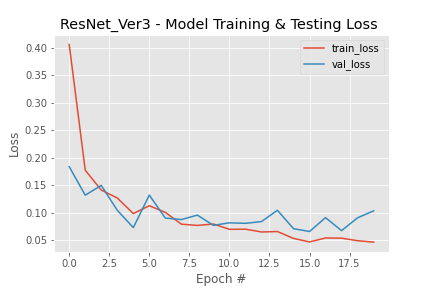 ResNet_Ver3 - Model Training & Testing Loss
train_loss
val_loss
0.40
0.35
0.30
0.25
0.20
0.15
0.10
0.05
Loss
0.0 2.5 5.0 7.5 10.0 12.5 15.0 17.5
Epoch #